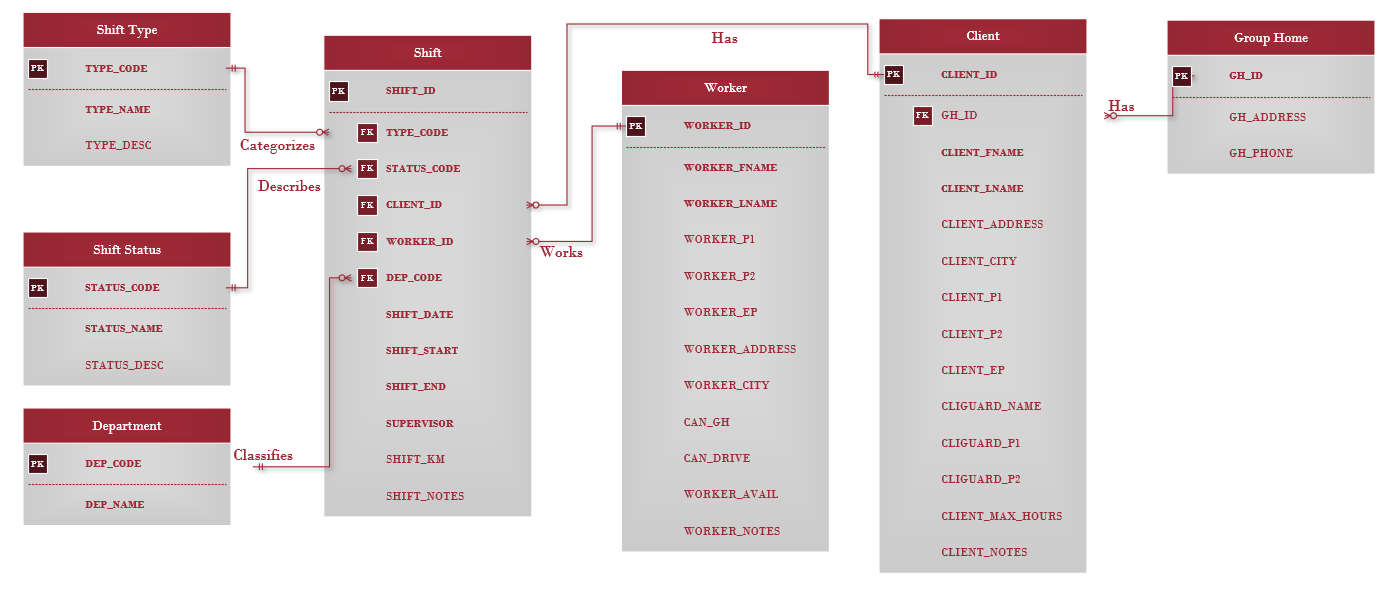 Shift Type
PK TYPE_CODE
TYPE_NAME
TYPE_DESC
Categorizes
Describes
Shift Status
PK STATUS_CODE
STATUS_NAME
STATUS_DESC
Department
PK DEP_CODE
DEP_NAME
Classifies
Shift
PK SHIFT_ID
FK TYPE_CODE
FK STATUS_CODE
FK CLIENT_ID
FK WORKER_ID
FK DEP_CODE
SHIFT_DATE
SHIFT_START
SHIFT_END
SUPERVISOR
SHIFT_KM
SHIFT_NOTES
Has
Works
Worker
PK WORKER_ID
WORKER_FNAME
WORKER_LNAME
WORKER_P1
WORKER_P2
WORKER_EP
WORKER_ADDRESS
WORKER_CITY
CAN_GH
CAN_DRIVE
WORKER_AVAIL
WORKER_NOTES
Client
PK CLIENT_ID
FK GH_ID
CLIENT_FNAME
CLIENT_LNAME
CLIENT_ADDRESS
CLIENT_CITY
CLIENT_P1
CLIENT_P2
CLIENT_EP
CLIGUARD_NAME
CLIGUARD_P1
CLIGUARD_P2
CLIENT_MAX_HOURS
CLIENT_NOTES
Has
Group Home
PK GH_ID
GH_ADDRESS
GH_PHONE